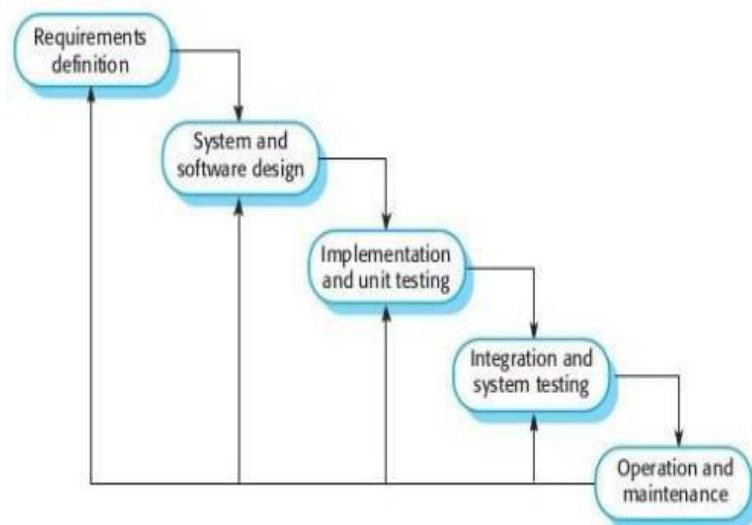 Requirements
definition
System and
software design
Implementation
and unit testing
Integration and
system testing
Operation and
maintenance